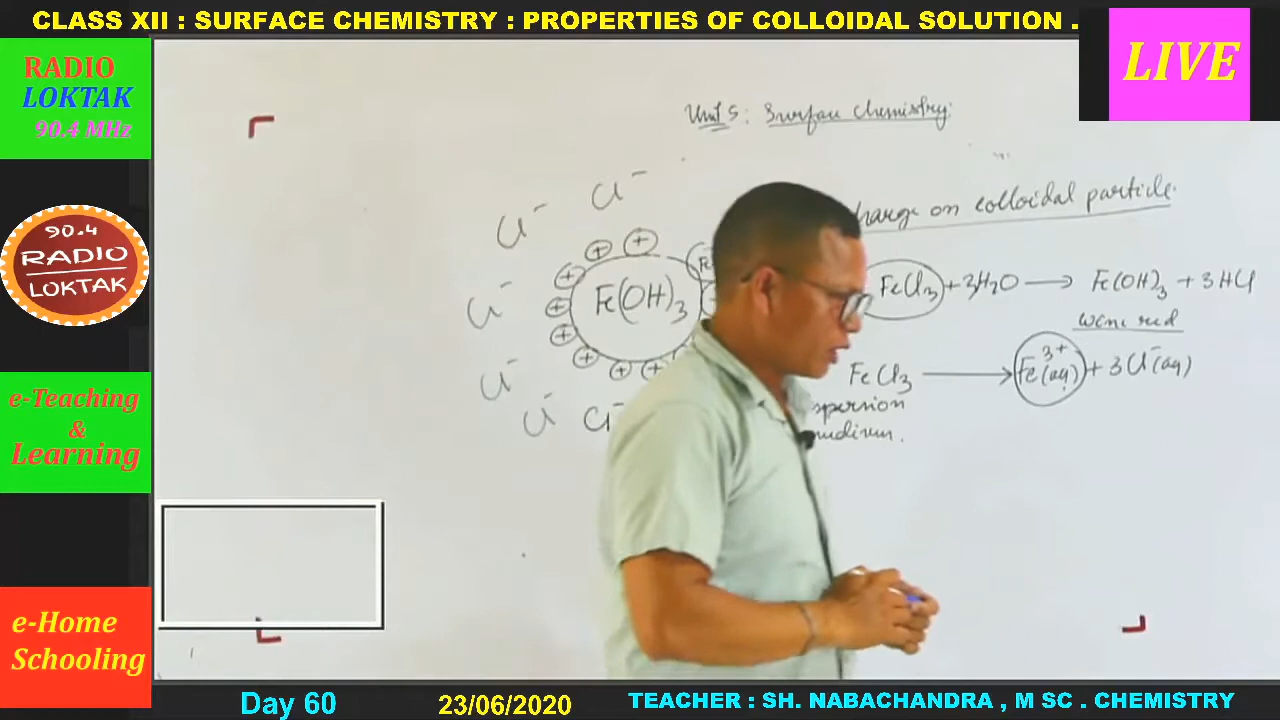 CLASS XII : SURFACE CHEMISTRY : PROPERTIES OF COLLOIDAL SOLUTION .
LIVE
RADIO
LOKTAK
90.4 MHz
90.4
RADIO
LOKTAK
e-Teaching
&
Learning
e-Home
Schooling
Unit 5: Surface Chemistry:
harge on colloidal particle.
Cl⁻ Cl⁻
Cl⁻
Cl⁻
Cl⁻ Cl
+ + + + + + + + +
Fe(OH)₃
Fe
FeCl₃ + 3H₂O ⟶ Fe(OH)₃ + 3HCl
wine red
FeCl₃ ⟶ Fe³⁺(aq) + 3Cl⁻(aq)
spersion
medium.
Day 60
23/06/2020
TEACHER : SH. NABACHANDRA , M SC . CHEMISTRY